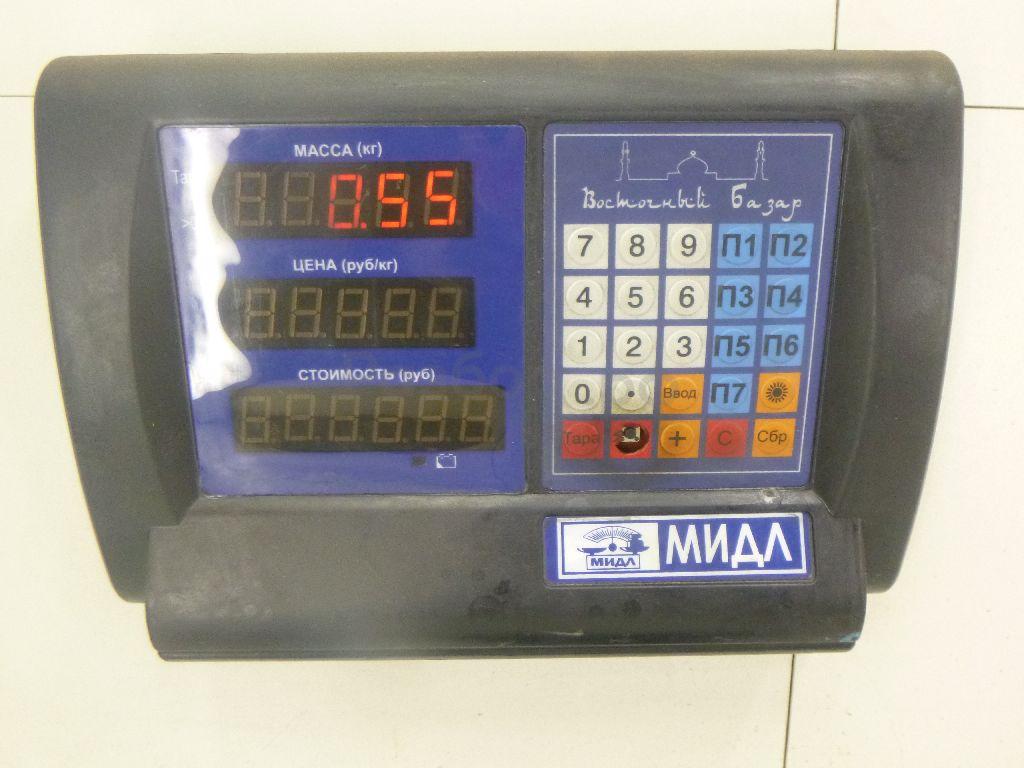 МАССА (кг)
0.55
ЦЕНА (руб/кг)
СТОИМОСТЬ (руб)
Восточный базар
7 8 9 П1 П2
4 5 6 П3 П4
1 2 3 П5 П6
0 . Ввод П7
Тара + С Сбр
МИДЛ
МИДЛ